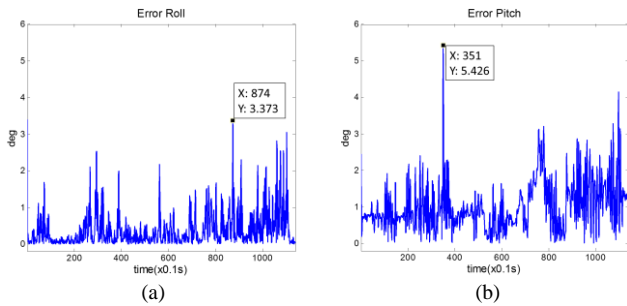 Error Roll
6
5
4
3
2
1
0
deg
X: 874
Y: 3.373
200
400
600
800
1000
time(x0.1s)
(a)
Error Pitch
6
5
4
3
2
1
0
deg
X: 351
Y: 5.426
200
400
600
800
1000
time(x0.1s)
(b)